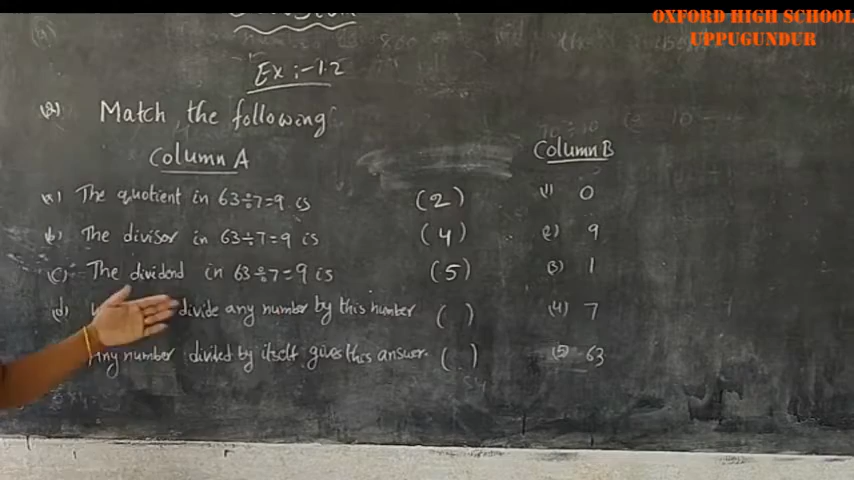 OXFORD HIGH SCHOOL
UPPUGUNDUR
Ex:-1.2
(2) Match the following
Column A
Column B
(a) The quotient in 63÷7=9 is (2) (1) 0
(b) The divisor in 63÷7=9 is (4) (2) 9
(c) The dividend in 63÷7=9 is (5) (3) 1
(d) divide any number by this number ( ) (4) 7
Any number divided by itself gives this answer. ( ) (5) 63